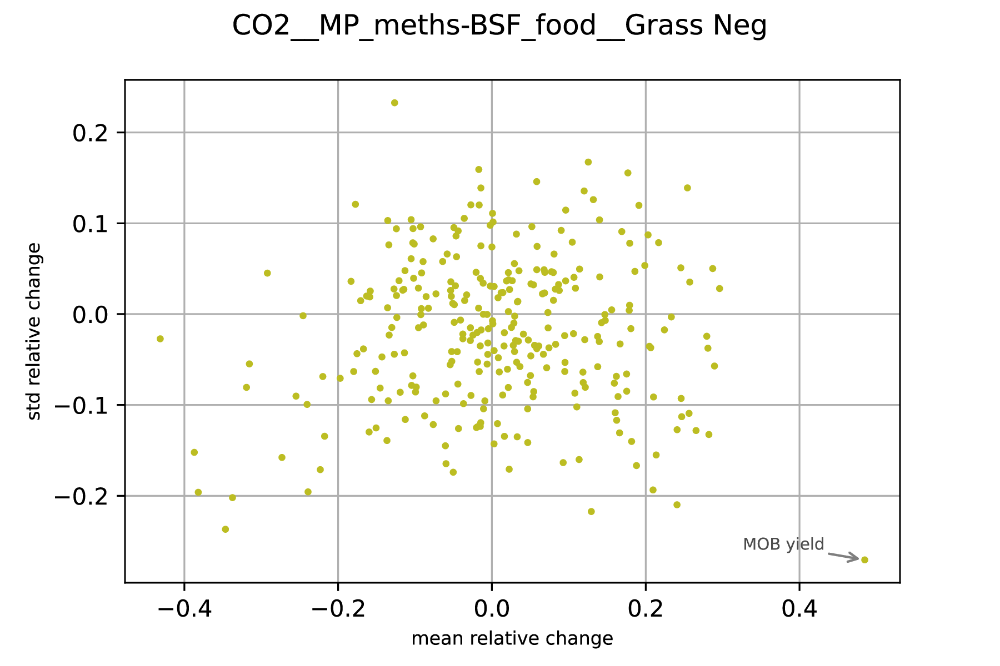 CO2__MP_meths-BSF_food__Grass Neg
0.2
0.1
0.0
−0.1
−0.2
std relative change
MOB yield
−0.4
−0.2
0.0
0.2
0.4
mean relative change